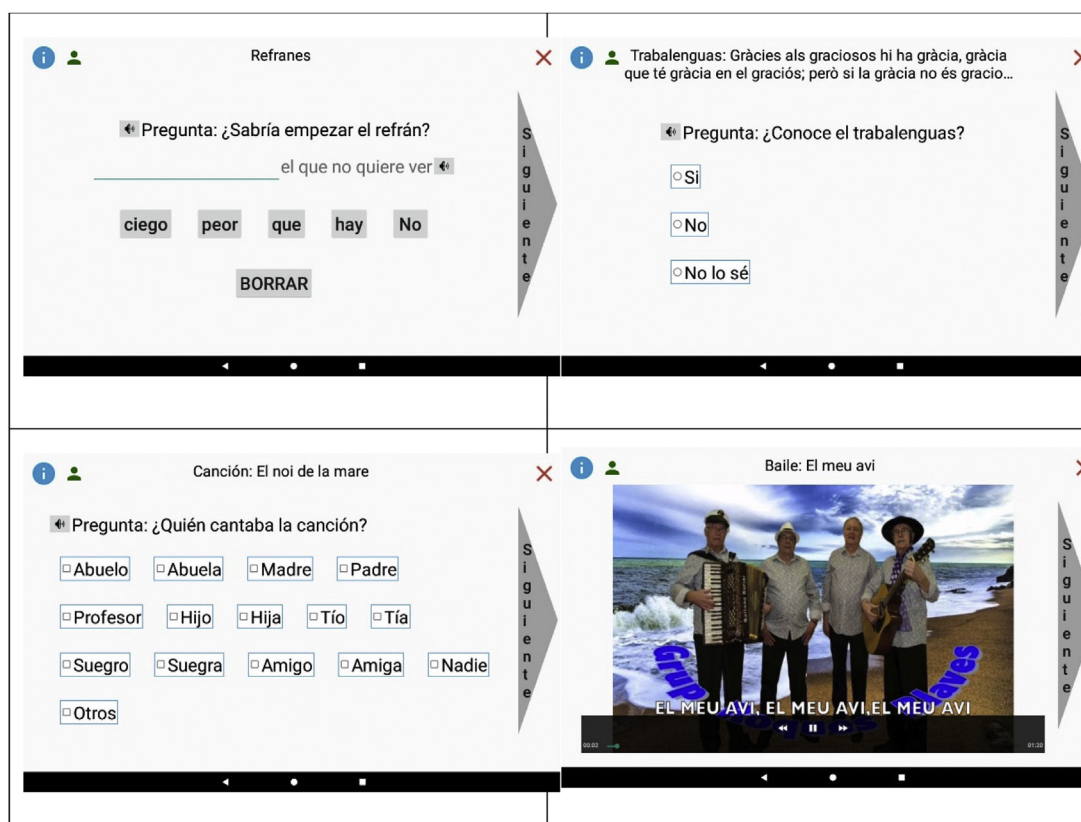 Refranes
Pregunta: ¿Sabría empezar el refrán?
el que no quiere ver
ciego peor que hay No
BORRAR
Siguiente
Trabalenguas: Gràcies als graciosos hi ha gràcia, gràcia
que té gràcia en el graciós; però si la gràcia no és gracio...
Pregunta: ¿Conoce el trabalenguas?
Si
No
No lo sé
Siguiente
Canción: El noi de la mare
Pregunta: ¿Quién cantaba la canción?
Abuelo Abuela Madre Padre
Profesor Hijo Hija Tío Tía
Suegro Suegra Amigo Amiga Nadie
Otros
Siguiente
Baile: El meu avi
Grup
EL MEU AVI, EL MEU AVI,EL MEU AVI
00:02
01:20
Siguiente